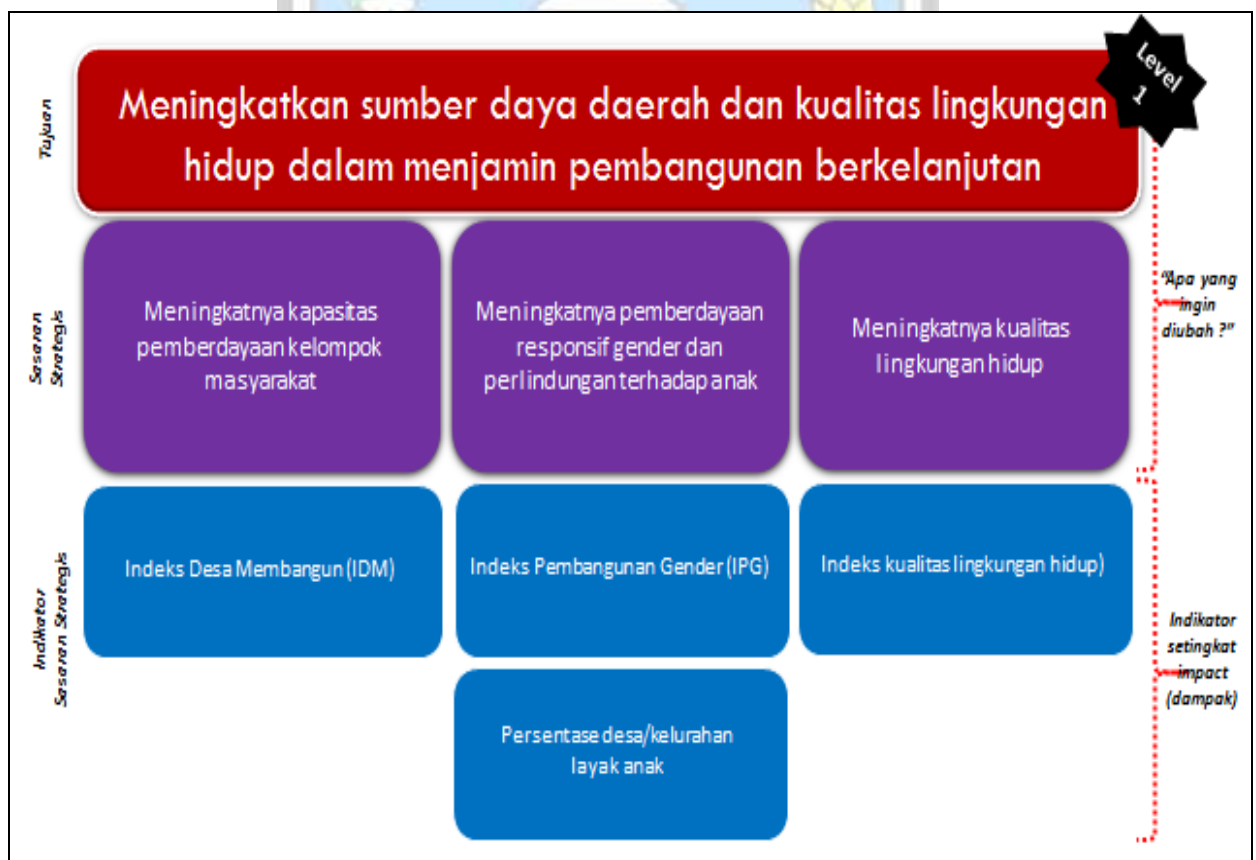 Level
1
Tujuan
Meningkatkan sumber daya daerah dan kualitas lingkungan
hidup dalam menjamin pembangunan berkelanjutan
Sasaran
Strategis
Meningkatnya kapasitas
pemberdayaan kelompok
masyarakat
Meningkatnya pemberdayaan
responsif gender dan
perlindungan terhadap anak
Meningkatnya kualitas
lingkungan hidup
"Apa yang
ingin
diubah ?"
Indikator
Sasaran Strategis
Indeks Desa Membangun (IDM)
Indeks Pembangunan Gender (IPG)
Indeks kualitas lingkungan hidup)
Persentase desa/kelurahan
layak anak
Indikator
setingkat
impact
(dampak)